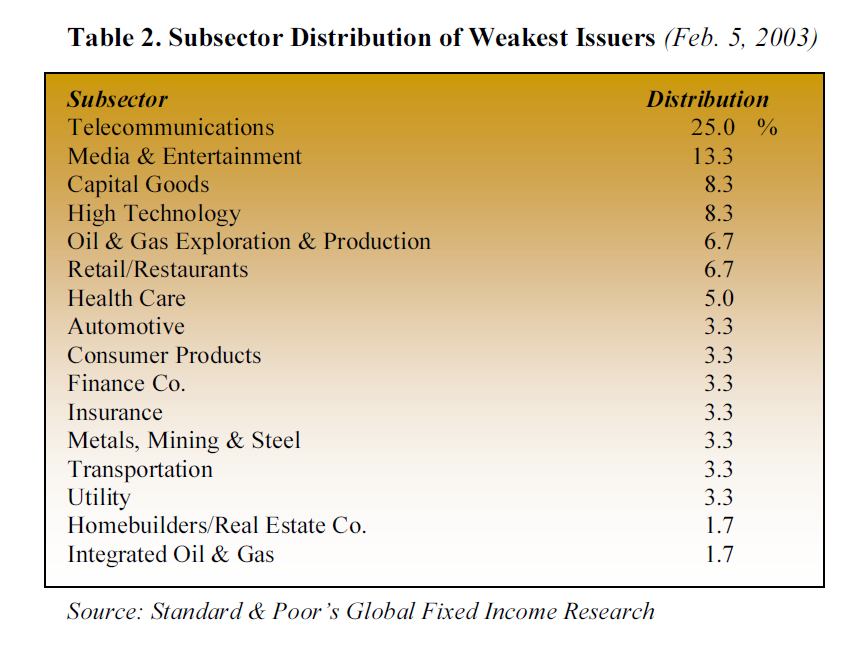 Table 2. Subsector Distribution of Weakest Issuers (Feb. 5, 2003)
Subsector Distribution
Telecommunications 25.0 %
Media & Entertainment 13.3
Capital Goods 8.3
High Technology 8.3
Oil & Gas Exploration & Production 6.7
Retail/Restaurants 6.7
Health Care 5.0
Automotive 3.3
Consumer Products 3.3
Finance Co. 3.3
Insurance 3.3
Metals, Mining & Steel 3.3
Transportation 3.3
Utility 3.3
Homebuilders/Real Estate Co. 1.7
Integrated Oil & Gas 1.7
Source: Standard & Poor’s Global Fixed Income Research